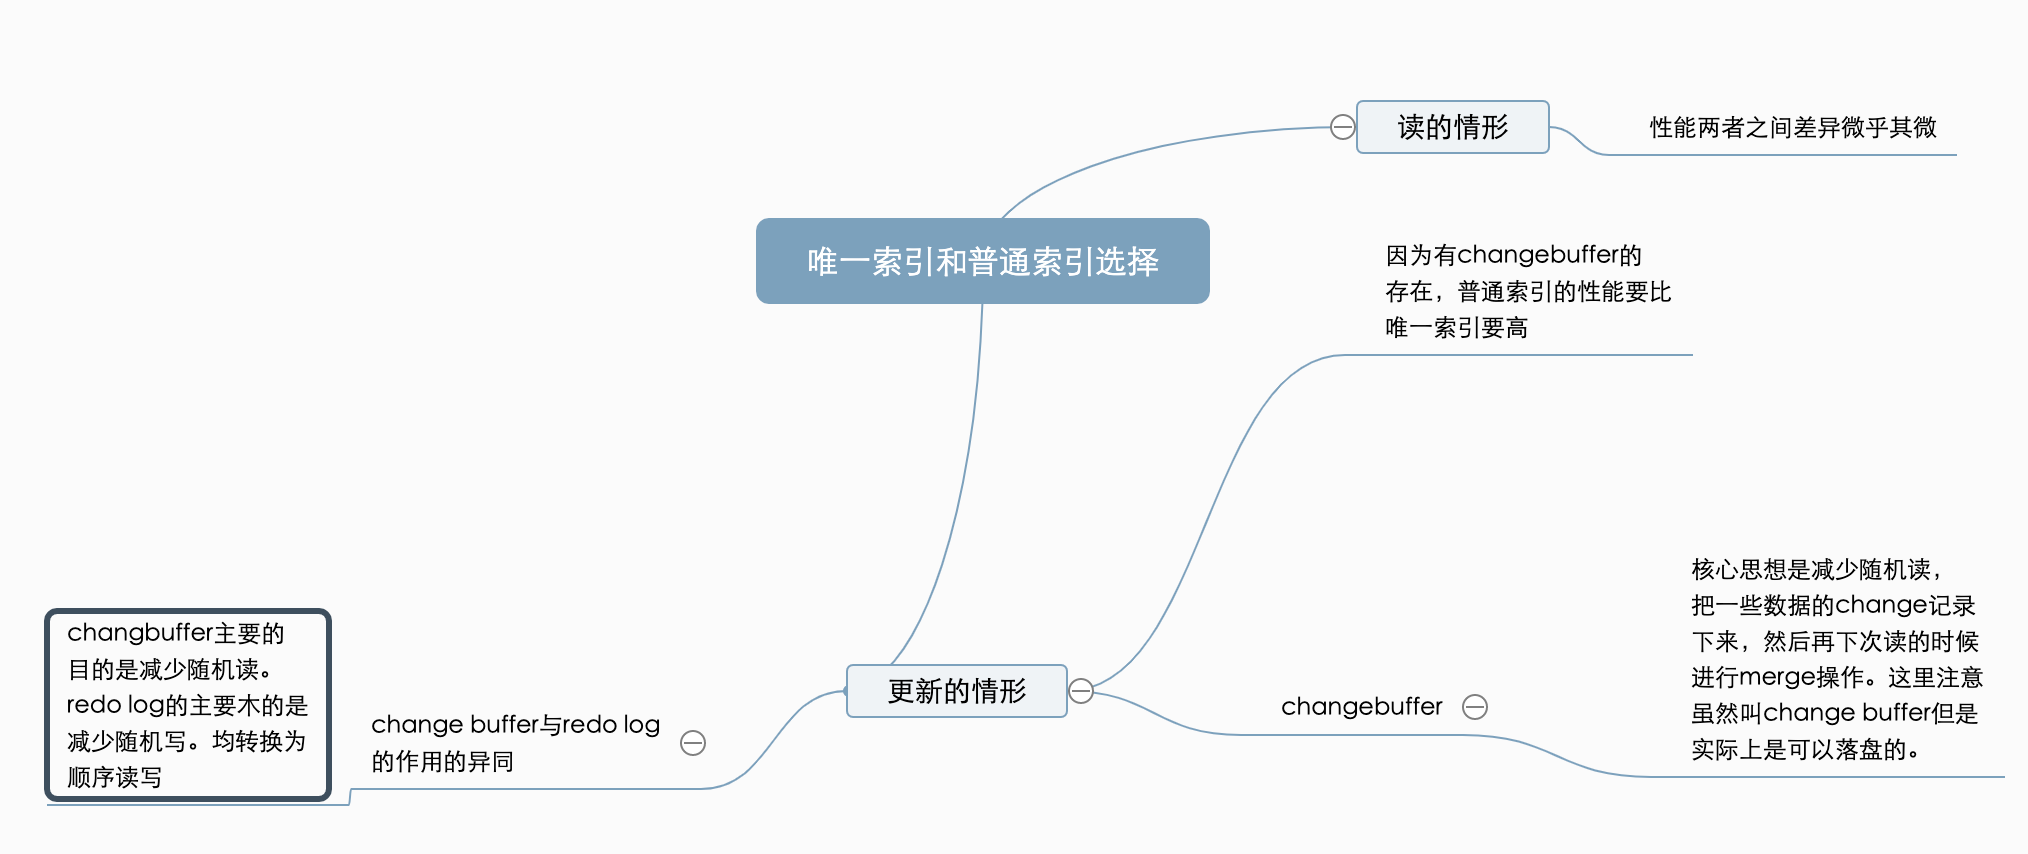 读的情形
性能两者之间差异微乎其微
唯一索引和普通索引选择
因为有changebuffer的
存在，普通索引的性能要比
唯一索引要高
更新的情形
changebuffer
核心思想是减少随机读，
把一些数据的change记录
下来，然后再下次读的时候
进行merge操作。这里注意
虽然叫change buffer但是
实际上是可以落盘的。
change buffer与redo log
的作用的异同
changbuffer主要的
目的是减少随机读。
redo log的主要木的是
减少随机写。均转换为
顺序读写